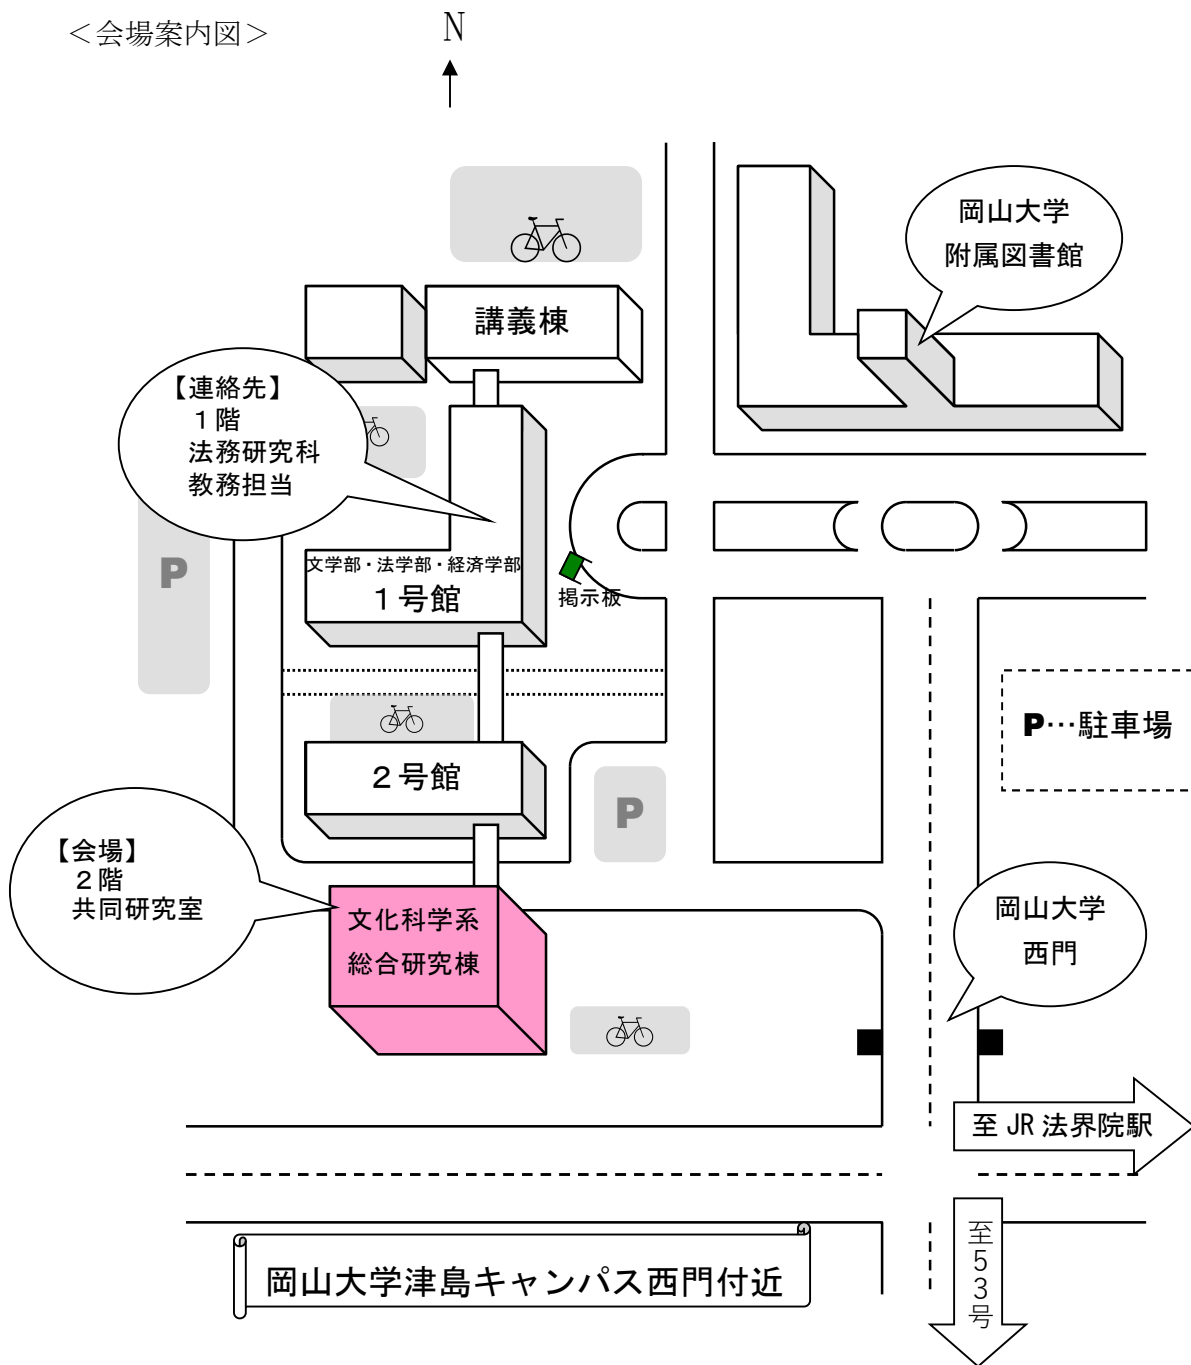 ＜会場案内図＞
N
岡山大学
附属図書館
講義棟
【連絡先】
１階
法務研究科
教務担当
P
文学部・法学部・経済学部
１号館
掲示板
P…駐車場
２号館
P
【会場】
２階
共同研究室
文化科学系
総合研究棟
岡山大学
西門
至 JR 法界院駅
至53号
岡山大学津島キャンパス西門付近